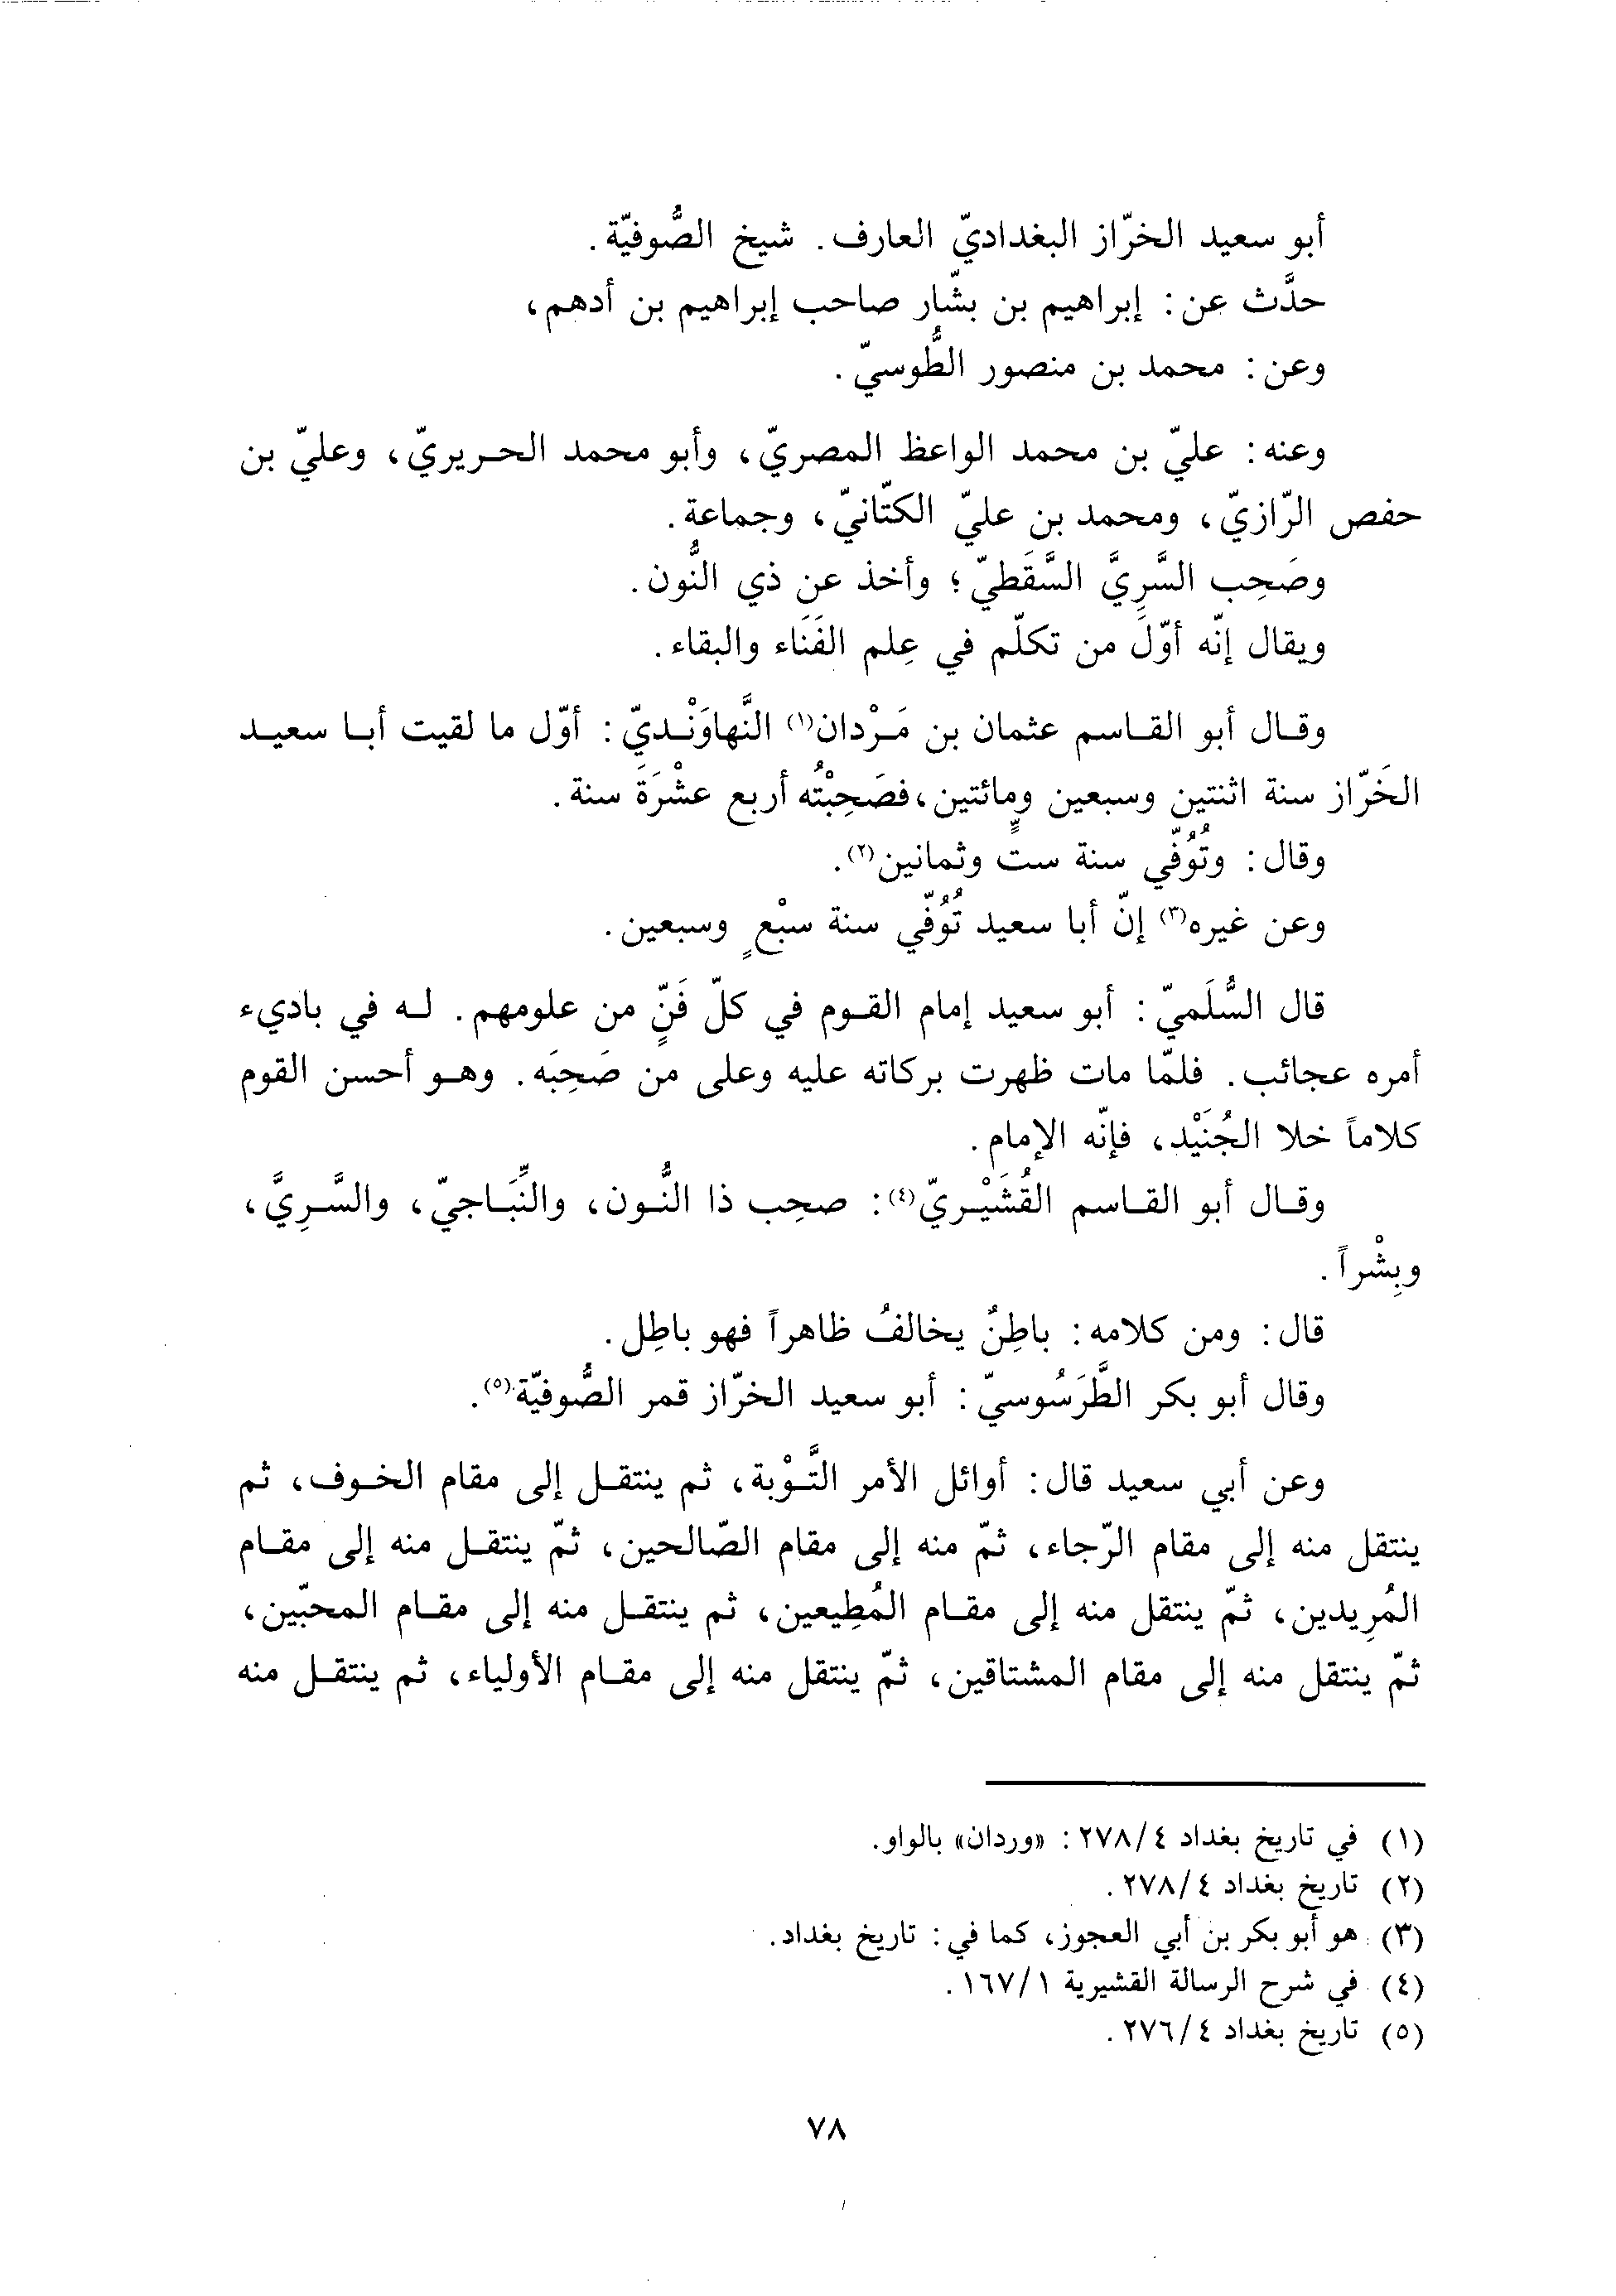 أبو سعيد الخرّاز البغداديّ العارف. شيخ الصُّوفيّة.
حدَّث عن: إبراهيم بن بشّار صاحب إبراهيم بن أدهم،
وعن: محمد بن منصور الطُّوسيّ.
وعنه: عليّ بن محمد الواعظ المصريّ، وأبو محمد الحريريّ، وعليّ بن
حفص الرّازيّ، ومحمد بن عليّ الكتّانيّ، وجماعة.
وصَحِب السَّرِيَّ السَّقَطيّ؛ وأخذ عن ذي النُّون.
ويقال إنّه أوّلَ من تكلّم في عِلم الفَنَاء والبقاء.
وقال أبو القاسم عثمان بن مَرْدان(١) النَّهاوَنْديّ: أوّل ما لقيت أبا سعيد
الخَرّاز سنة اثنتين وسبعين ومائتين، فصَحِبْتُه أربع عشْرَةَ سنة.
وقال: وتُوُفّي سنة ستٍّ وثمانين(٢).
وعن غيره(٣) إنّ أبا سعيد تُوُفّي سنة سبْعٍ وسبعين.
قال السُّلَميّ: أبو سعيد إمام القوم في كلّ فَنٍّ من علومهم. له في باديء
أمره عجائب. فلمّا مات ظهرت بركاته عليه وعلى من صَحِبَه. وهو أحسن القوم
كلاماً خلا الجُنَيْد، فإنّه الإمام.
وقال أبو القاسم القُشَيْريّ(٤): صحِب ذا النُّون، والنِّبَاجيّ، والسَّرِيَّ،
وبِشْراً.
قال: ومن كلامه: باطِنٌ يخالفُ ظاهراً فهو باطِل.
وقال أبو بكر الطَّرَسُوسيّ: أبو سعيد الخرّاز قمر الصُّوفيّة(٥).
وعن أبي سعيد قال: أوائل الأمر التَّوْبة، ثم ينتقل إلى مقام الخوف، ثم
ينتقل منه إلى مقام الرّجاء، ثمّ منه إلى مقام الصّالحين، ثمّ ينتقل منه إلى مقام
المُرِيدين، ثمّ ينتقل منه إلى مقام المُطِيعين، ثم ينتقل منه إلى مقام المحبّين،
ثمّ ينتقل منه إلى مقام المشتاقين، ثمّ ينتقل منه إلى مقام الأولياء، ثم ينتقل منه
(١) في تاريخ بغداد ٤/٢٧٨: «وردان» بالواو.
(٢) تاريخ بغداد ٤/٢٧٨.
(٣) هو أبو بكر بن أبي العجوز، كما في: تاريخ بغداد.
(٤) في شرح الرسالة القشيرية ١/١٦٧.
(٥) تاريخ بغداد ٤/٢٧٦.
٧٨